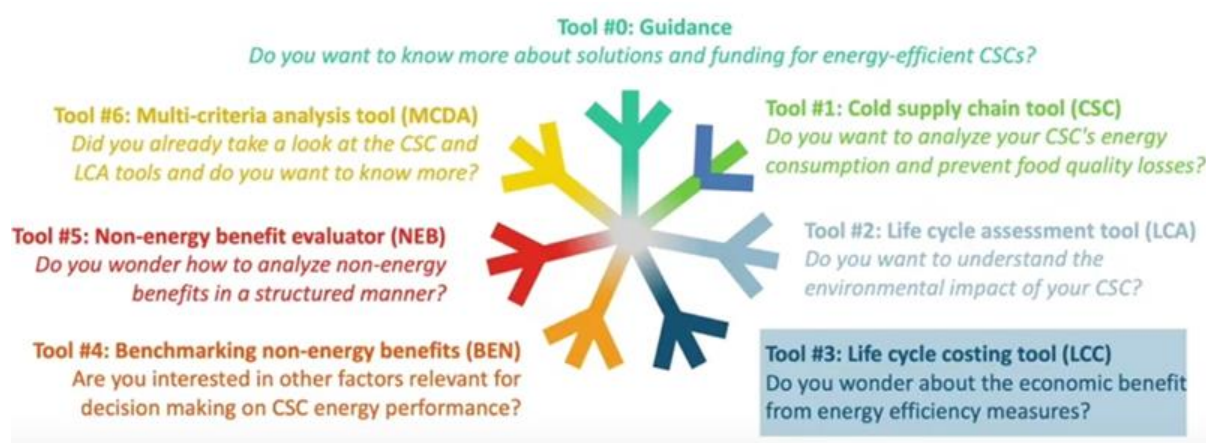 Tool #0: Guidance
Do you want to know more about solutions and funding for energy-efficient CSCs?
Tool #6: Multi-criteria analysis tool (MCDA)
Did you already take a look at the CSC and
LCA tools and do you want to know more?
Tool #1: Cold supply chain tool (CSC)
Do you want to analyze your CSC's energy
consumption and prevent food quality losses?
Tool #5: Non-energy benefit evaluator (NEB)
Do you wonder how to analyze non-energy
benefits in a structured manner?
Tool #2: Life cycle assessment tool (LCA)
Do you want to understand the
environmental impact of your CSC?
Tool #4: Benchmarking non-energy benefits (BEN)
Are you interested in other factors relevant for
decision making on CSC energy performance?
Tool #3: Life cycle costing tool (LCC)
Do you wonder about the economic benefit
from energy efficiency measures?